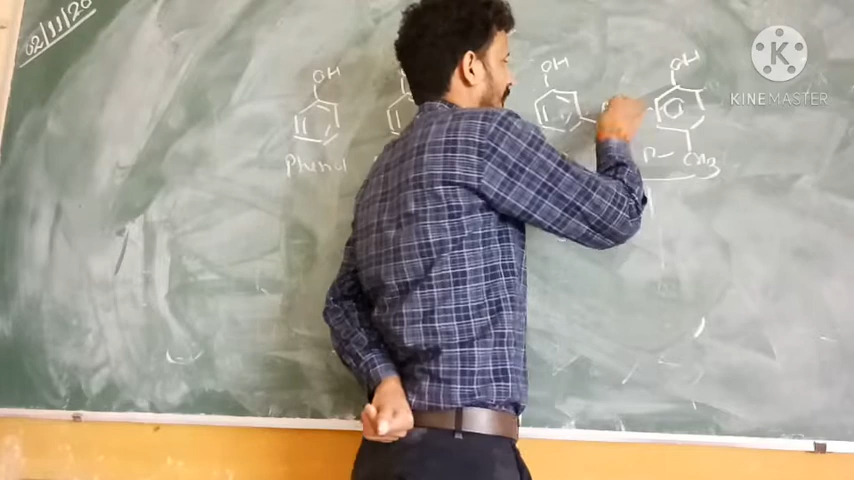 02/11/20
OH
OH
OH
Phenol
P- CH3
K
KINEMASTER